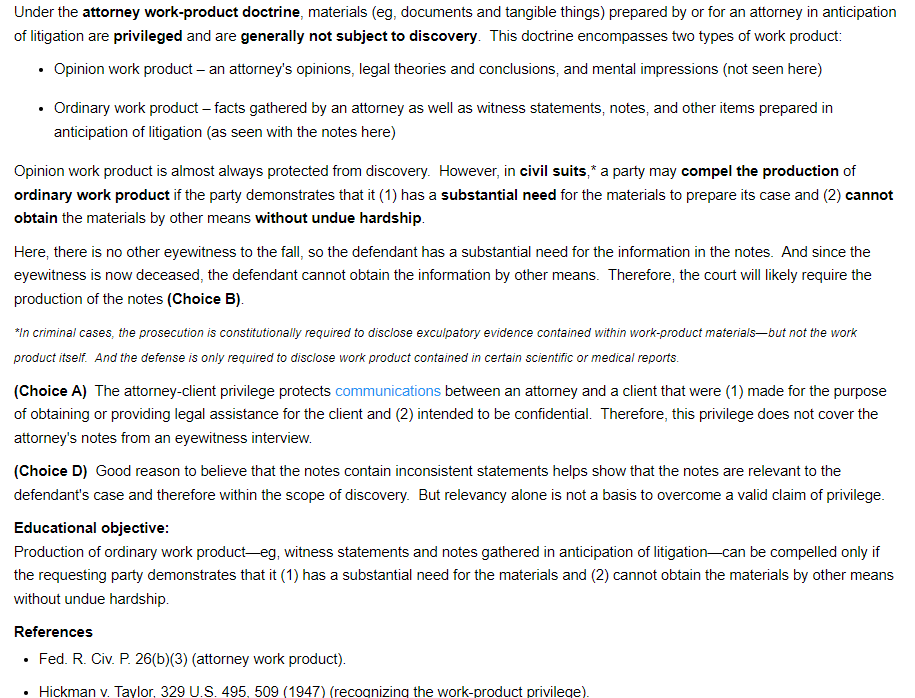 Under the attorney work-product doctrine, materials (eg, documents and tangible things) prepared by or for an attorney in anticipation
of litigation are privileged and are generally not subject to discovery. This doctrine encompasses two types of work product:
• Opinion work product – an attorney's opinions, legal theories and conclusions, and mental impressions (not seen here)
• Ordinary work product – facts gathered by an attorney as well as witness statements, notes, and other items prepared in
anticipation of litigation (as seen with the notes here)
Opinion work product is almost always protected from discovery. However, in civil suits,* a party may compel the production of
ordinary work product if the party demonstrates that it (1) has a substantial need for the materials to prepare its case and (2) cannot
obtain the materials by other means without undue hardship.
Here, there is no other eyewitness to the fall, so the defendant has a substantial need for the information in the notes. And since the
eyewitness is now deceased, the defendant cannot obtain the information by other means. Therefore, the court will likely require the
production of the notes (Choice B).
*In criminal cases, the prosecution is constitutionally required to disclose exculpatory evidence contained within work-product materials—but not the work
product itself. And the defense is only required to disclose work product contained in certain scientific or medical reports.
(Choice A) The attorney-client privilege protects communications between an attorney and a client that were (1) made for the purpose
of obtaining or providing legal assistance for the client and (2) intended to be confidential. Therefore, this privilege does not cover the
attorney's notes from an eyewitness interview.
(Choice D) Good reason to believe that the notes contain inconsistent statements helps show that the notes are relevant to the
defendant's case and therefore within the scope of discovery. But relevancy alone is not a basis to overcome a valid claim of privilege.
Educational objective:
Production of ordinary work product—eg, witness statements and notes gathered in anticipation of litigation—can be compelled only if
the requesting party demonstrates that it (1) has a substantial need for the materials and (2) cannot obtain the materials by other means
without undue hardship.
References
• Fed. R. Civ. P. 26(b)(3) (attorney work product).
• Hickman v. Taylor, 329 U.S. 495, 509 (1947) (recognizing the work-product privilege).